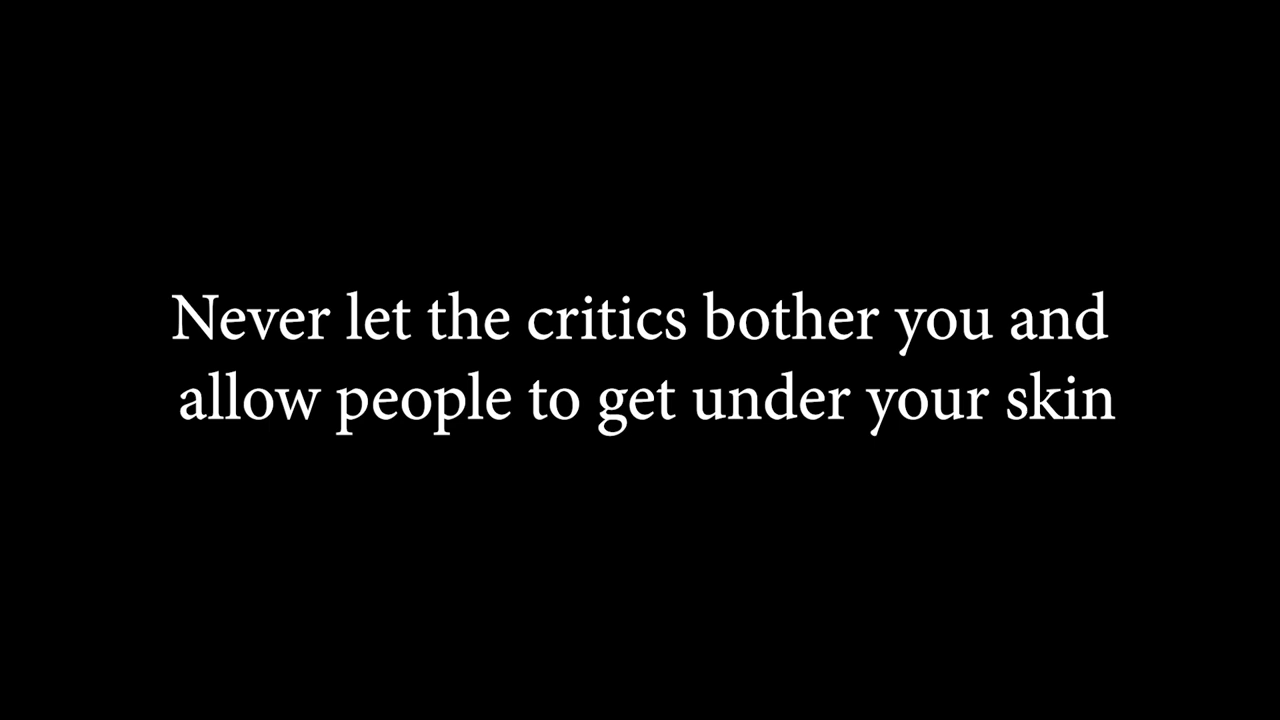 Never let the critics bother you and
allow people to get under your skin